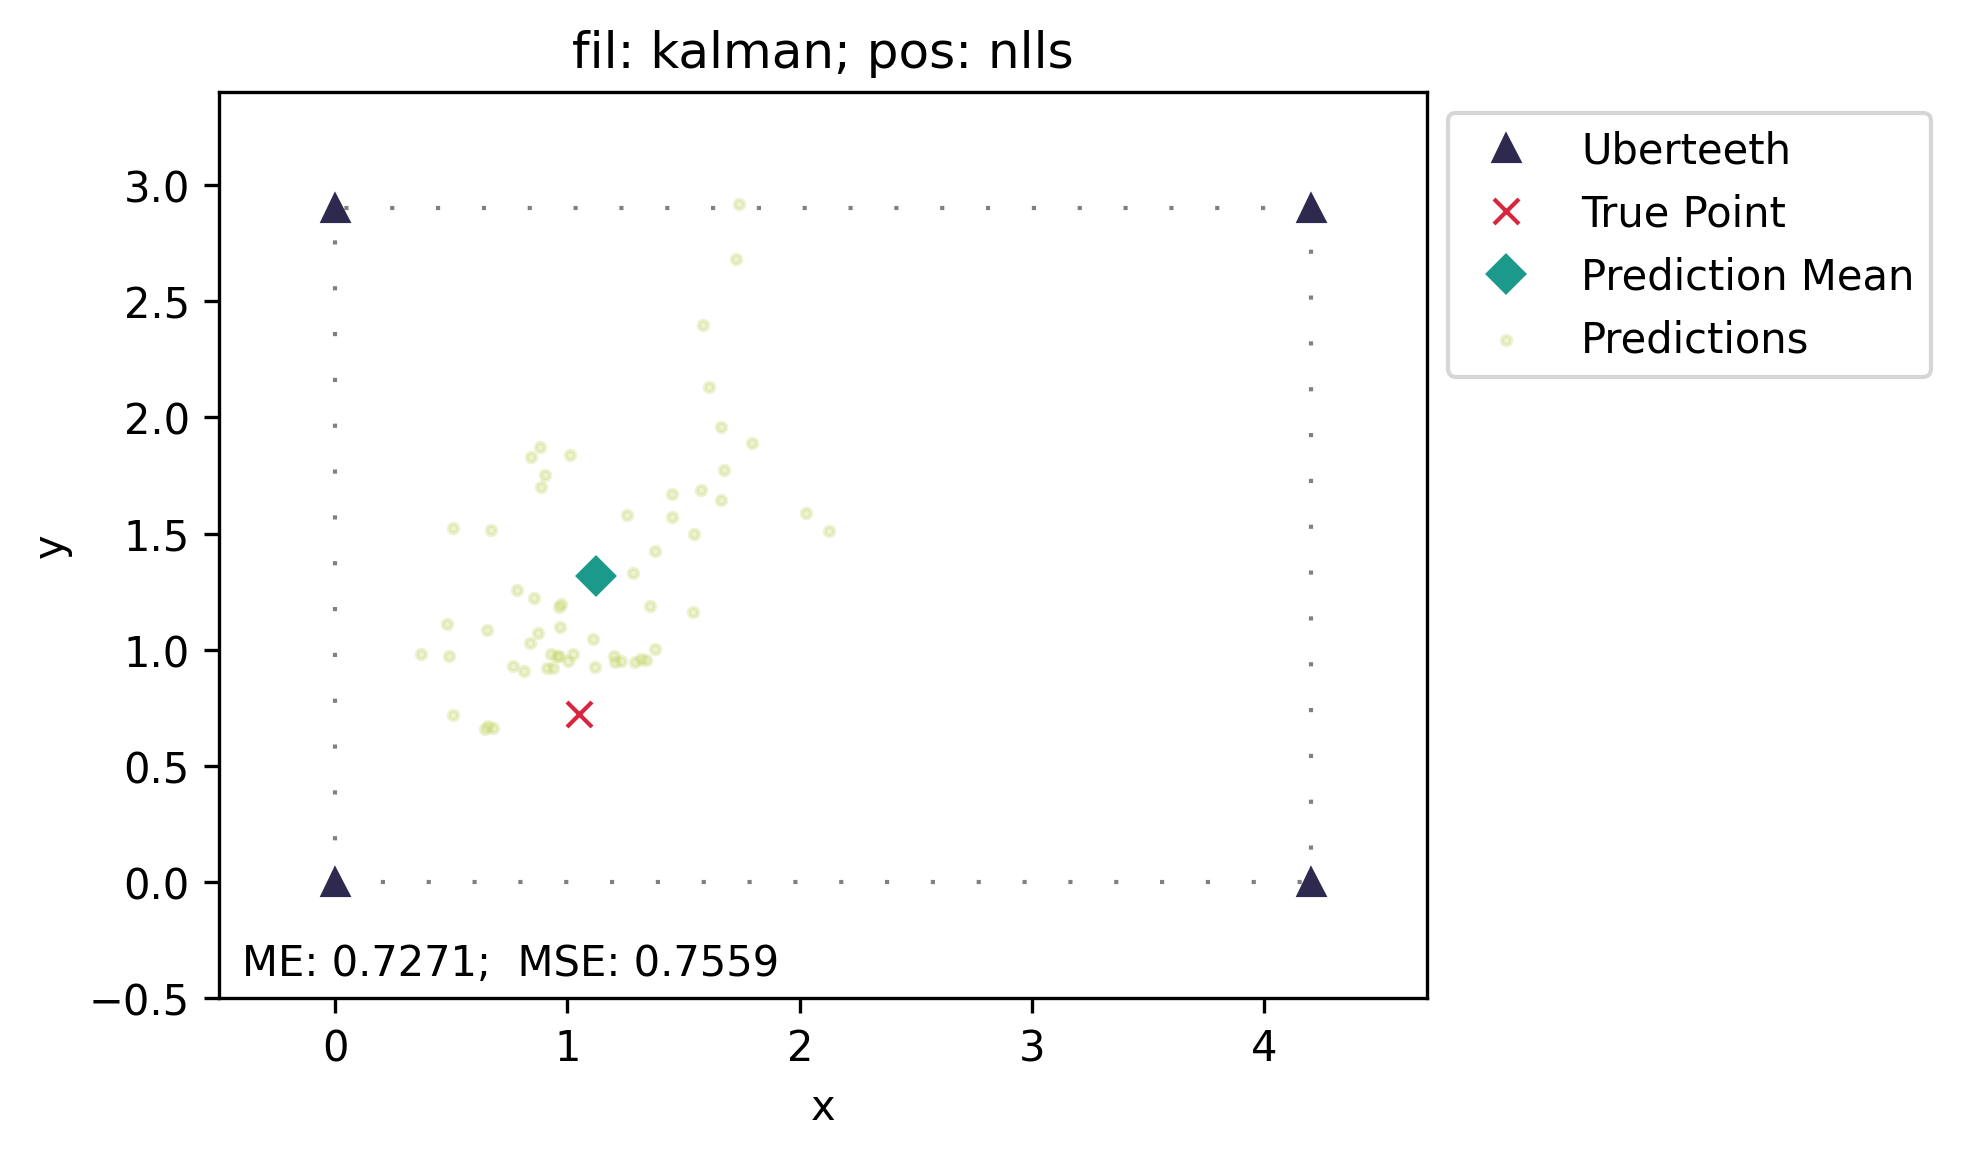 fil: kalman; pos: nlls
Uberteeth
True Point
Prediction Mean
Predictions
y
3.0
2.5
2.0
1.5
1.0
0.5
0.0
−0.5
ME: 0.7271;  MSE: 0.7559
0 1 2 3 4
x